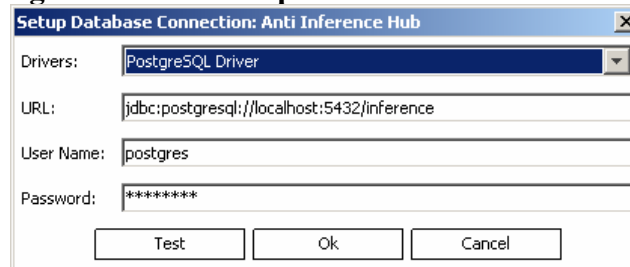 Setup Database Connection: Anti Inference Hub
Drivers: PostgreSQL Driver
URL: jdbc:postgresql://localhost:5432/inference
User Name: postgres
Password: ********
Test Ok Cancel